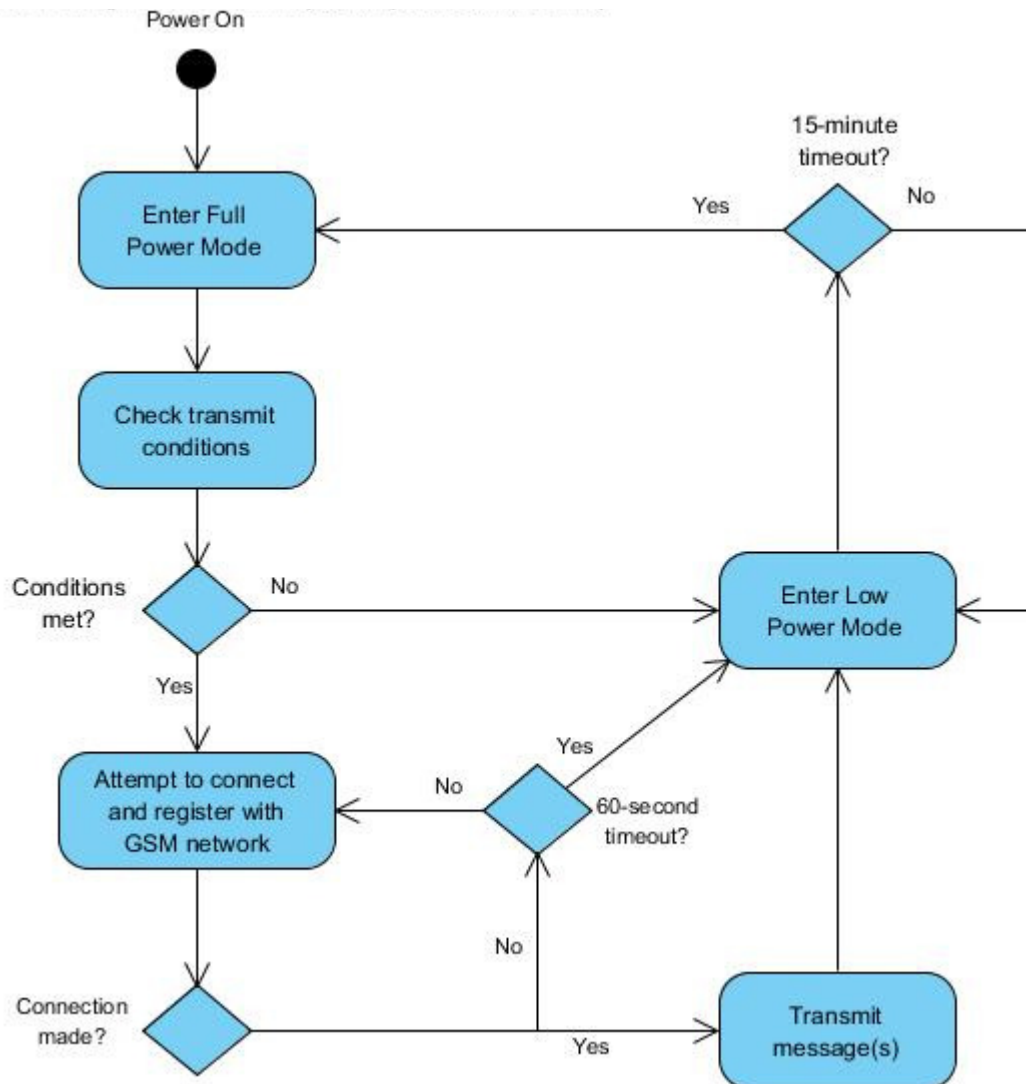 Power On
15-minute
timeout?
Yes
No
Enter Full
Power Mode
Check transmit
conditions
Conditions
met?
No
Enter Low
Power Mode
Yes
Yes
Attempt to connect
and register with
GSM network
No
60-second
timeout?
No
Connection
made?
Yes
Transmit
message(s)